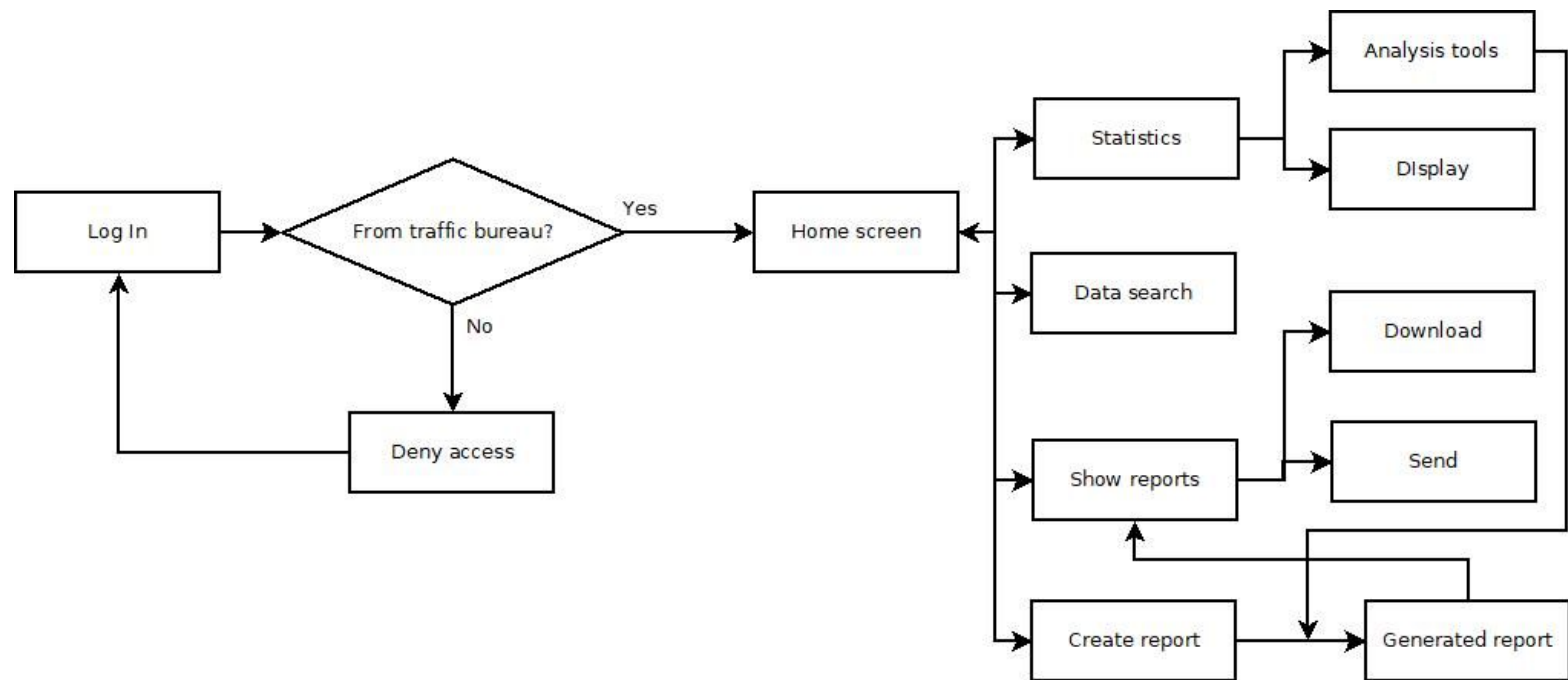 Log In
From traffic bureau?
Yes
No
Deny access
Home screen
Statistics
Analysis tools
DIsplay
Data search
Show reports
Download
Send
Create report
Generated report